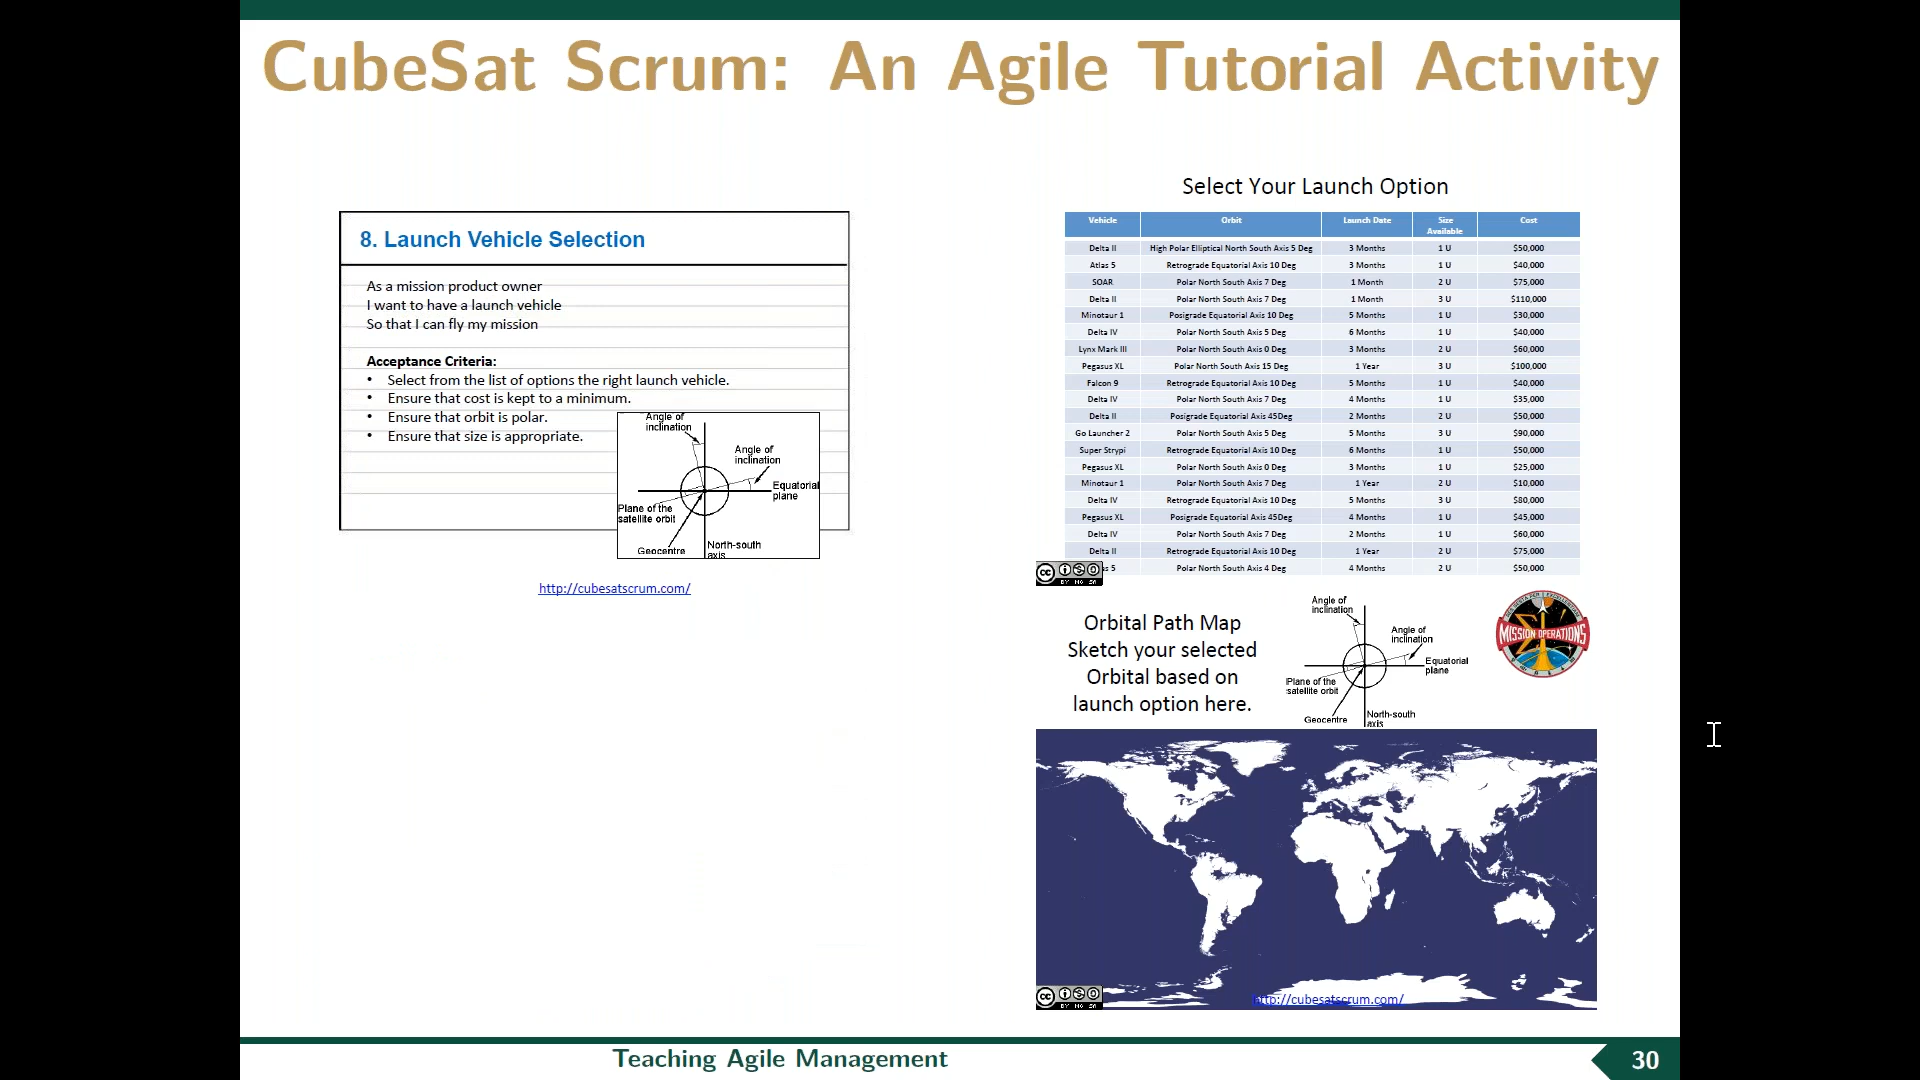 CubeSat Scrum: An Agile Tutorial Activity
8. Launch Vehicle Selection
As a mission product owner
I want to have a launch vehicle
So that I can fly my mission
Acceptance Criteria:
• Select from the list of options the right launch vehicle.
• Ensure that cost is kept to a minimum.
• Ensure that orbit is polar.
• Ensure that size is appropriate.
Angle of
inclination
Angle of
inclination
Equatorial
plane
Plane of the
satellite orbit
Geocentre
North-south
axis
http://cubesatscrum.com/
Select Your Launch Option
Vehicle Orbit Launch Date Size Available Cost
Delta II High Polar Elliptical North South Axis 5 Deg 3 Months 1 U $50,000
Atlas 5 Retrograde Equatorial Axis 10 Deg 3 Months 1 U $40,000
SOAR Polar North South Axis 7 Deg 1 Month 2 U $75,000
Delta II Polar North South Axis 7 Deg 1 Month 3 U $110,000
Minotaur 1 Posigrade Equatorial Axis 10 Deg 5 Months 1 U $30,000
Delta IV Polar North South Axis 5 Deg 6 Months 1 U $40,000
Lynx Mark III Polar North South Axis 0 Deg 3 Months 2 U $60,000
Pegasus XL Polar North South Axis 15 Deg 1 Year 3 U $100,000
Falcon 9 Retrograde Equatorial Axis 10 Deg 5 Months 1 U $40,000
Delta IV Polar North South Axis 7 Deg 4 Months 1 U $35,000
Delta II Posigrade Equatorial Axis 45Deg 2 Months 2 U $50,000
Go Launcher 2 Polar North South Axis 5 Deg 5 Months 3 U $90,000
Super Strypi Retrograde Equatorial Axis 10 Deg 6 Months 1 U $50,000
Pegasus XL Polar North South Axis 0 Deg 3 Months 1 U $25,000
Minotaur 1 Polar North South Axis 7 Deg 1 Year 2 U $10,000
Delta IV Retrograde Equatorial Axis 10 Deg 5 Months 3 U $80,000
Pegasus XL Posigrade Equatorial Axis 45Deg 4 Months 1 U $45,000
Delta IV Polar North South Axis 7 Deg 2 Months 1 U $60,000
Delta II Retrograde Equatorial Axis 10 Deg 1 Year 2 U $75,000
s 5 Polar North South Axis 4 Deg 4 Months 2 U $50,000
cc
BY NC SA
Orbital Path Map
Sketch your selected
Orbital based on
launch option here.
Angle of
inclination
Angle of
inclination
Equatorial
plane
Plane of the
satellite orbit
Geocentre
North-south
axis
MISSION OPERATIONS
cc
BY NC SA
http://cubesatscrum.com/
Teaching Agile Management
30